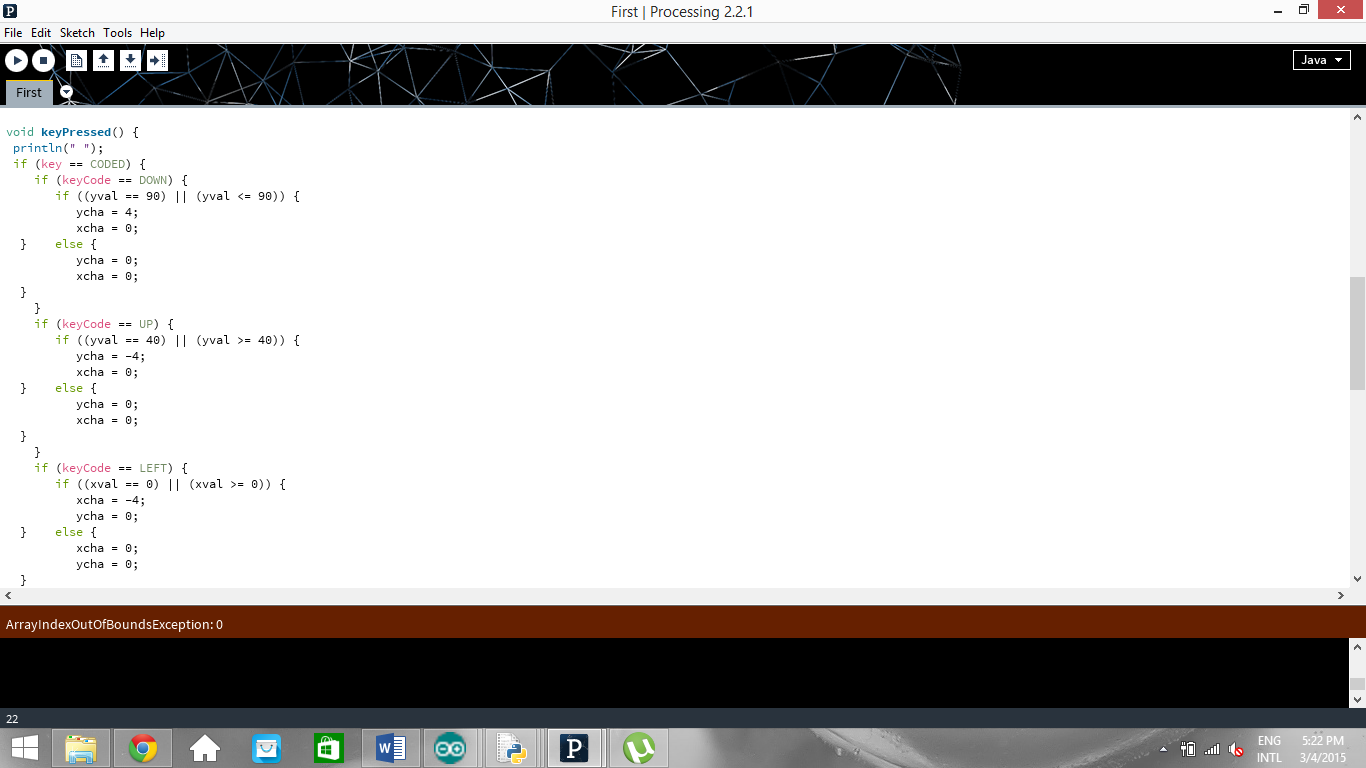 First | Processing 2.2.1
File Edit Sketch Tools Help
Java
First
void keyPressed() {
println(" ");
if (key == CODED) {
if (keyCode == DOWN) {
if ((yval == 90) || (yval <= 90)) {
ycha = 4;
xcha = 0;
} else {
ycha = 0;
xcha = 0;
}
}
if (keyCode == UP) {
if ((yval == 40) || (yval >= 40)) {
ycha = -4;
xcha = 0;
} else {
ycha = 0;
xcha = 0;
}
}
if (keyCode == LEFT) {
if ((xval == 0) || (xval >= 0)) {
xcha = -4;
ycha = 0;
} else {
xcha = 0;
ycha = 0;
}
ArrayIndexOutOfBoundsException: 0
22
ENG 5:22 PM
INTL 3/4/2015